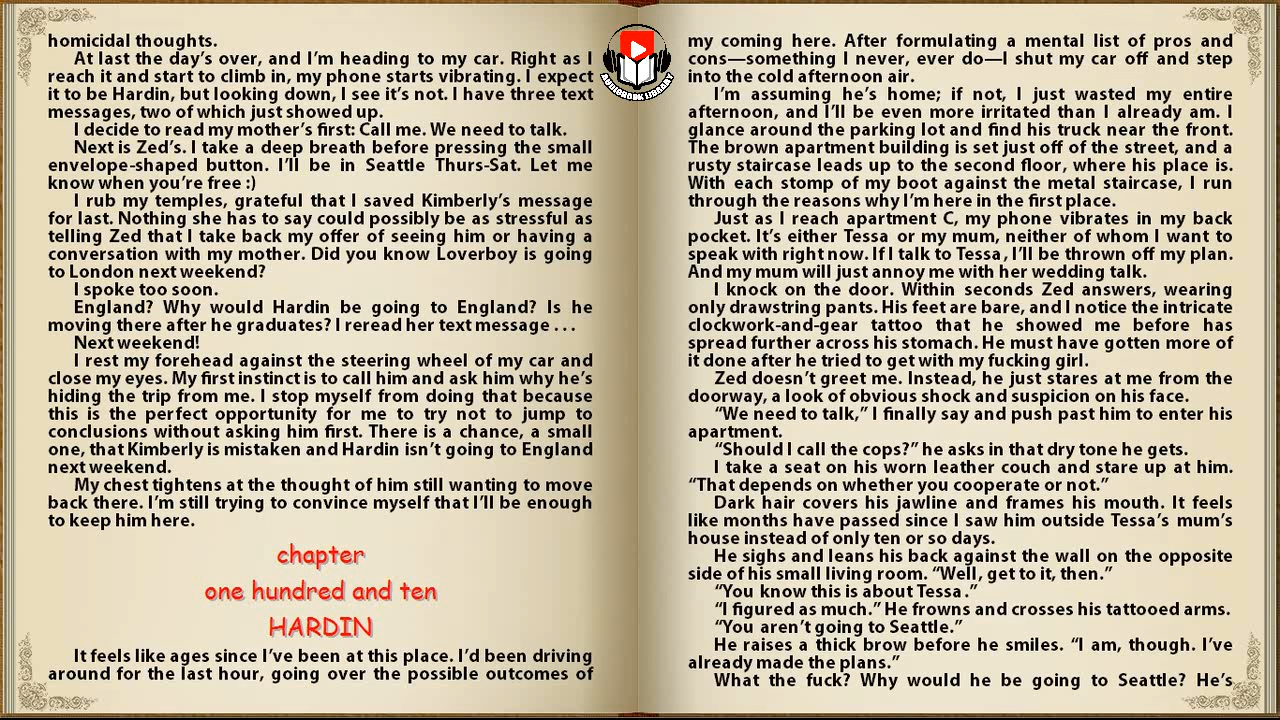 homicidal thoughts.
At last the day's over, and I'm heading to my car. Right as I
reach it and start to climb in, my phone starts vibrating. I expect
it to be Hardin, but looking down, I see it's not. I have three text
messages, two of which just showed up.
I decide to read my mother's first: Call me. We need to talk.
Next is Zed's. I take a deep breath before pressing the small
envelope-shaped button. I'll be in Seattle Thurs-Sat. Let me
know when you're free :)
I rub my temples, grateful that I saved Kimberly's message
for last. Nothing she has to say could possibly be as stressful as
telling Zed that I take back my offer of seeing him or having a
conversation with my mother. Did you know Loverboy is going
to London next weekend?
I spoke too soon.
England? Why would Hardin be going to England? Is he
moving there after he graduates? I reread her text message . . .
Next weekend!
I rest my forehead against the steering wheel of my car and
close my eyes. My first instinct is to call him and ask him why he's
hiding the trip from me. I stop myself from doing that because
this is the perfect opportunity for me to try not to jump to
conclusions without asking him first. There is a chance, a small
one, that Kimberly is mistaken and Hardin isn't going to England
next weekend.
My chest tightens at the thought of him still wanting to move
back there. I'm still trying to convince myself that I'll be enough
to keep him here.
chapter
one hundred and ten
HARDIN
It feels like ages since I've been at this place. I'd been driving
around for the last hour, going over the possible outcomes of
AUDIOBOOK LIBRARY
my coming here. After formulating a mental list of pros and
cons—something I never, ever do—I shut my car off and step
into the cold afternoon air.
I'm assuming he's home; if not, I just wasted my entire
afternoon, and I'll be even more irritated than I already am. I
glance around the parking lot and find his truck near the front.
The brown apartment building is set just off of the street, and a
rusty staircase leads up to the second floor, where his place is.
With each stomp of my boot against the metal staircase, I run
through the reasons why I'm here in the first place.
Just as I reach apartment C, my phone vibrates in my back
pocket. It's either Tessa or my mum, neither of whom I want to
speak with right now. If I talk to Tessa, I'll be thrown off my plan.
And my mum will just annoy me with her wedding talk.
I knock on the door. Within seconds Zed answers, wearing
only drawstring pants. His feet are bare, and I notice the intricate
clockwork-and-gear tattoo that he showed me before has
spread further across his stomach. He must have gotten more of
it done after he tried to get with my fucking girl.
Zed doesn't greet me. Instead, he just stares at me from the
doorway, a look of obvious shock and suspicion on his face.
“We need to talk,” I finally say and push past him to enter his
apartment.
“Should I call the cops?” he asks in that dry tone he gets.
I take a seat on his worn leather couch and stare up at him.
“That depends on whether you cooperate or not.”
Dark hair covers his jawline and frames his mouth. It feels
like months have passed since I saw him outside Tessa's mum's
house instead of only ten or so days.
He sighs and leans his back against the wall on the opposite
side of his small living room. “Well, get to it, then.”
“You know this is about Tessa.”
“I figured as much.” He frowns and crosses his tattooed arms.
“You aren't going to Seattle.”
He raises a thick brow before he smiles. “I am, though. I've
already made the plans.”
What the fuck? Why would he be going to Seattle? He's